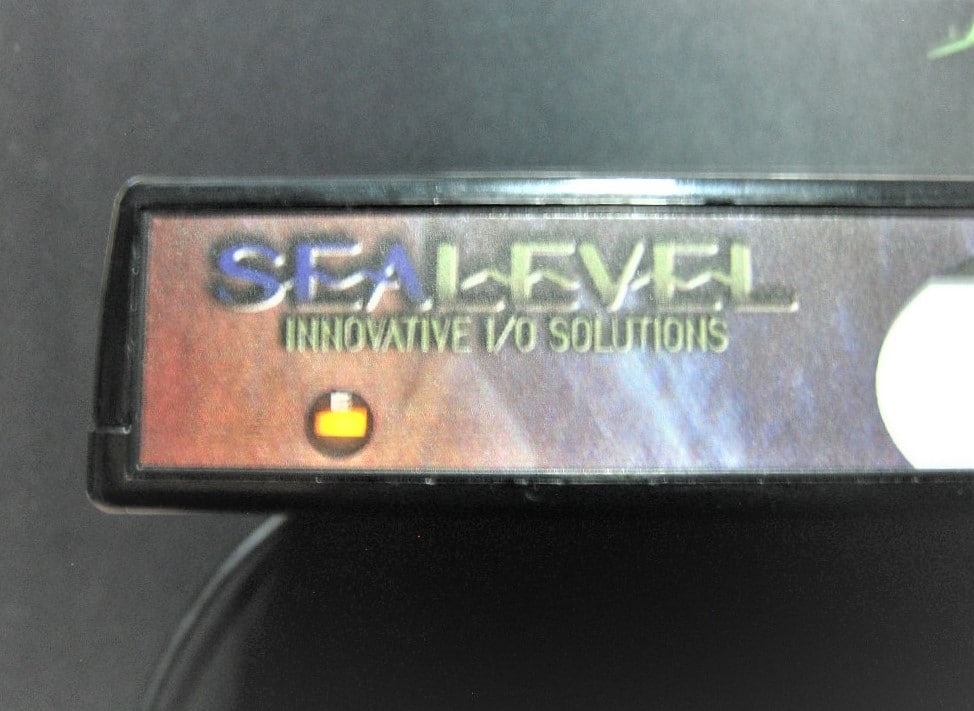 SEALEVEL
INNOVATIVE I/O SOLUTIONS